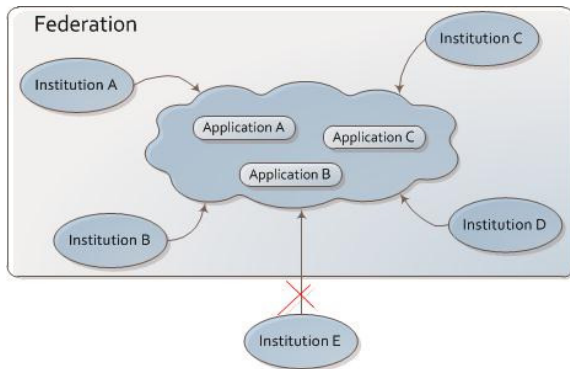 Federation
Institution C
Institution A
Application A
Application C
Application B
Institution B
Institution D
Institution E